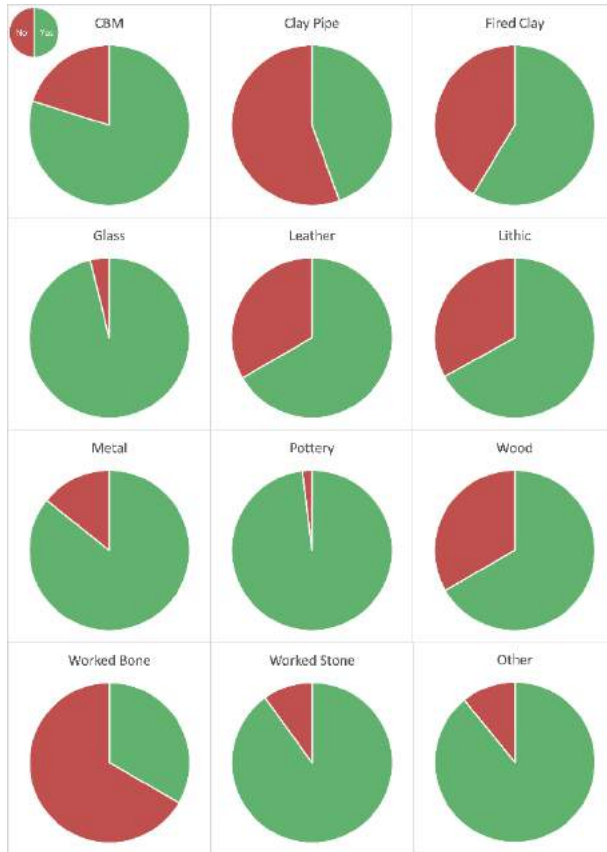 No Yes
CBM
Clay Pipe
Fired Clay
Glass
Leather
Lithic
Metal
Pottery
Wood
Worked Bone
Worked Stone
Other